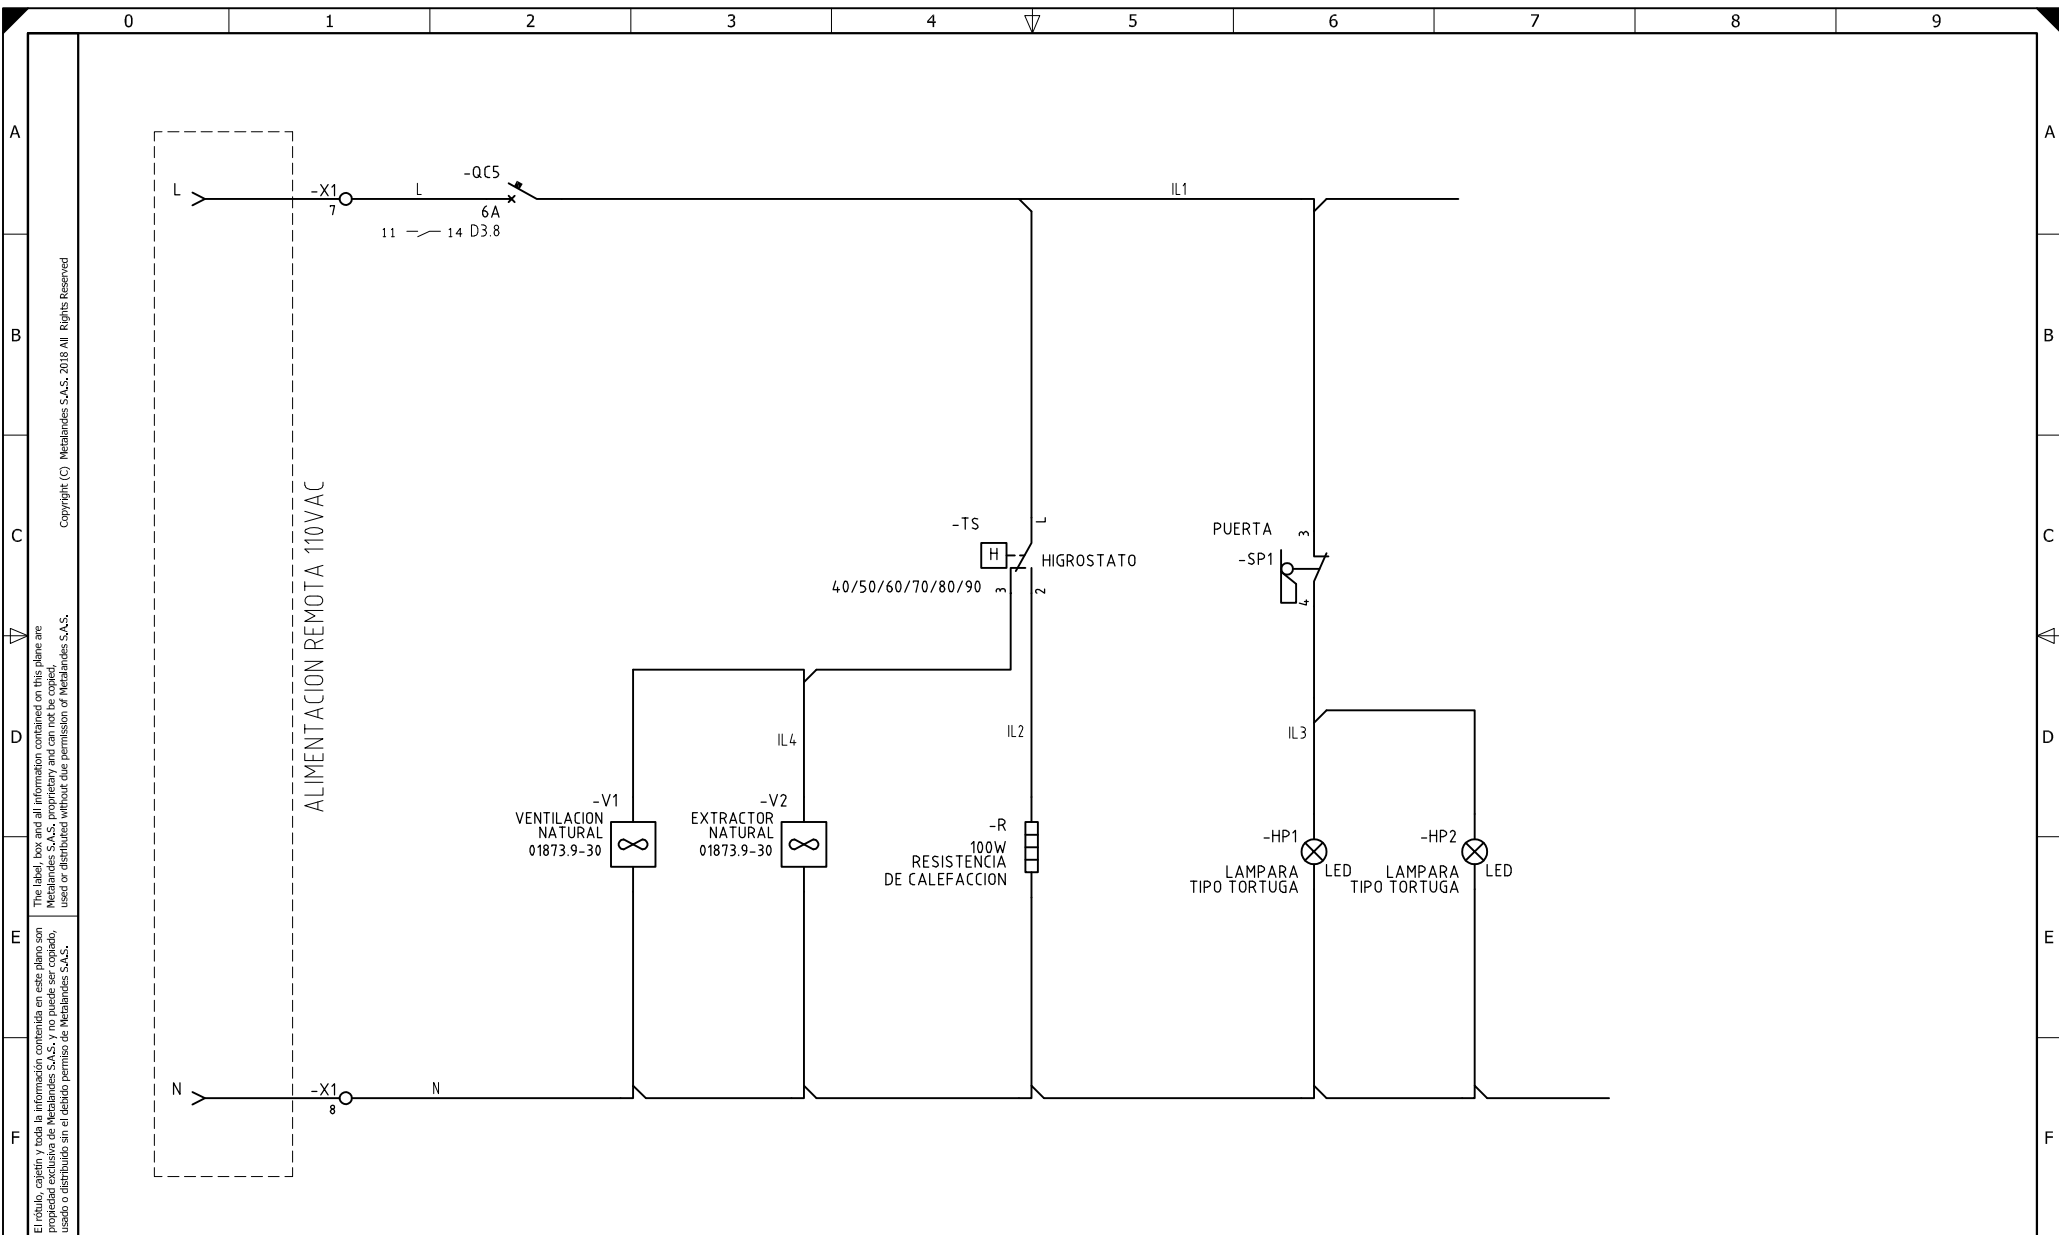 0 1 2 3 4 5 6 7 8 9
A
A
B
B
C
C
D
D
E
E
F
F
Copyright (C) Metalandes S.A.S. 2018 All Rights Reserved
The label, box and all information contained on this plane are
Metalandes S.A.S. proprietary and can not be copied,
used or distributed without due permission of Metalandes S.A.S.
El rótulo, cajetín y toda la información contenida en este plano son
propiedad exclusiva de Metalandes S.A.S. y no puede ser copiado,
usado o distribuido sin el debido permiso de Metalandes S.A.S.
L
-X1
7
L
-QC5
6A
11 14 D3.8
IL1
ALIMENTACION REMOTA 110VAC
-TS
L
H
HIGROSTATO
40/50/60/70/80/90
3
2
PUERTA
3
-SP1
4
IL4
IL2
IL3
-V1
VENTILACION
NATURAL
01873.9-30
-V2
EXTRACTOR
NATURAL
01873.9-30
-R
100W
RESISTENCIA
DE CALEFACCION
-HP1
LED
LAMPARA
TIPO TORTUGA
-HP2
LED
LAMPARA
TIPO TORTUGA
N
-X1
8
N